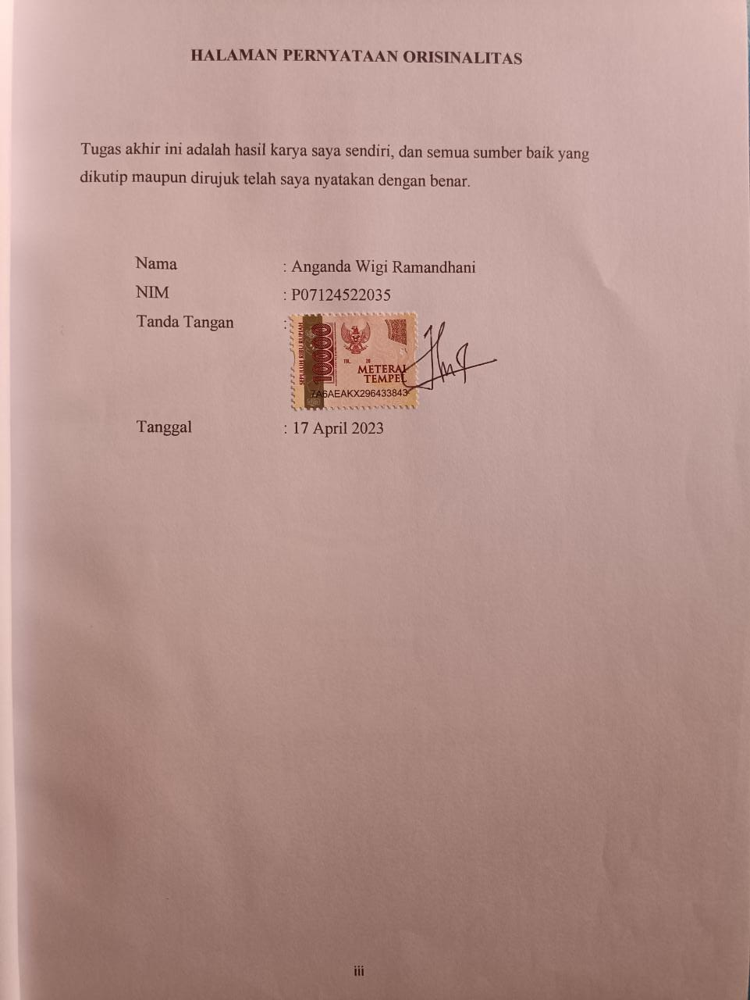 HALAMAN PERNYATAAN ORISINALITAS
Tugas akhir ini adalah hasil karya saya sendiri, dan semua sumber baik yang
dikutip maupun dirujuk telah saya nyatakan dengan benar.
Nama : Anganda Wigi Ramandhani
NIM : P07124522035
Tanda Tangan :
SEPULUH RIBU RUPIAH
10000
TGL. 20
METERAI
TEMPEL
7A6AEAKX296433843
Tanggal : 17 April 2023
iii